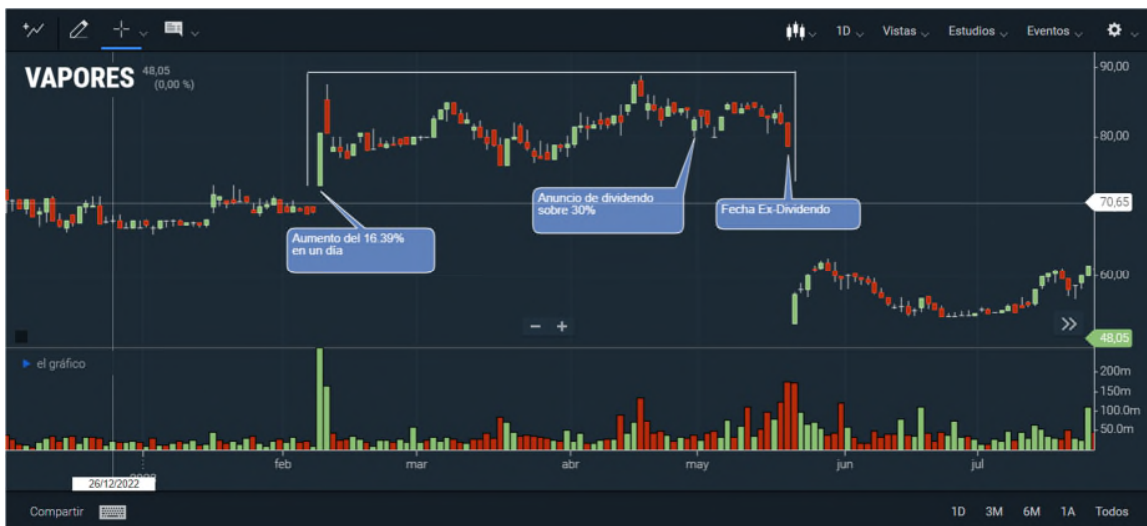 1D Vistas Estudios Eventos
VAPORES 48,05
(0,00 %)
90,00
80,00
Anuncio de dividendo
sobre 30%
Fecha Ex-Dividendo
70,65
Aumento del 16.39%
en un día
60,00
48,05
el gráfico
200m
150m
100.0m
50.0m
feb mar abr may jun jul
26/12/2022
Compartir 1D 3M 6M 1A Todos